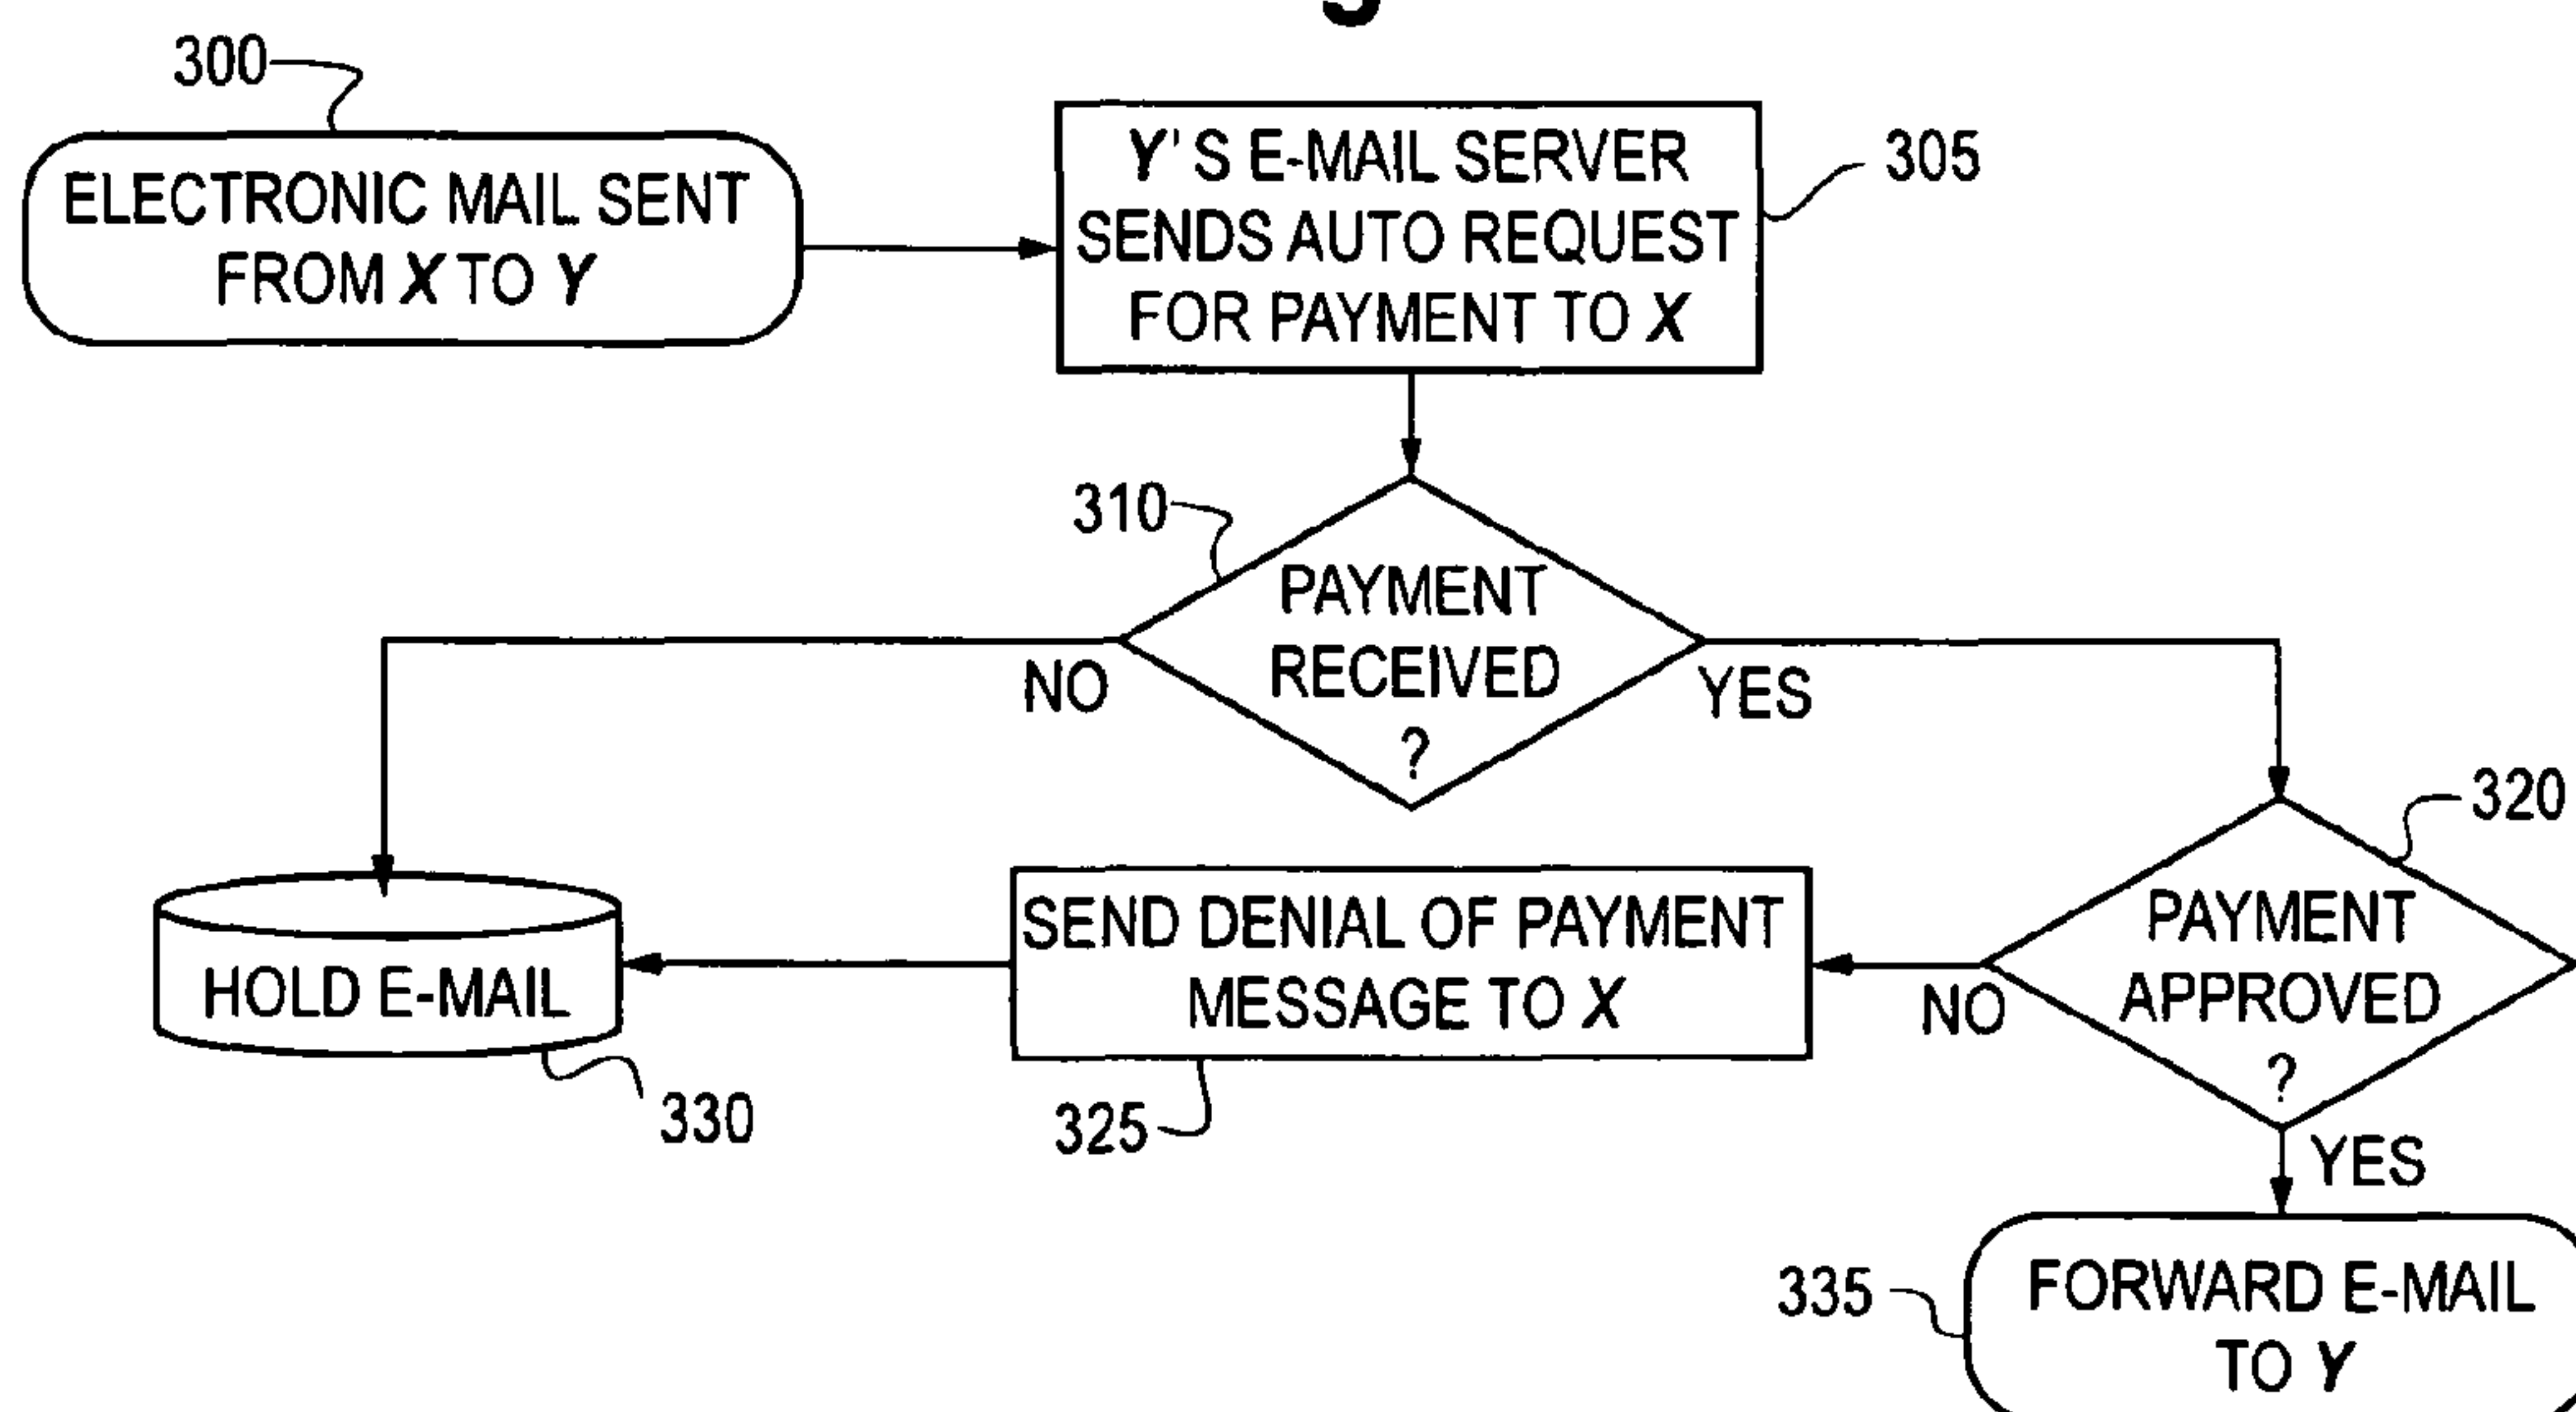 300
ELECTRONIC MAIL SENT
FROM X TO Y
Y'S E-MAIL SERVER
SENDS AUTO REQUEST
FOR PAYMENT TO X
305
310
PAYMENT
RECEIVED
?
NO
YES
320
PAYMENT
APPROVED
?
NO
YES
SEND DENIAL OF PAYMENT
MESSAGE TO X
325
HOLD E-MAIL
330
335
FORWARD E-MAIL
TO Y